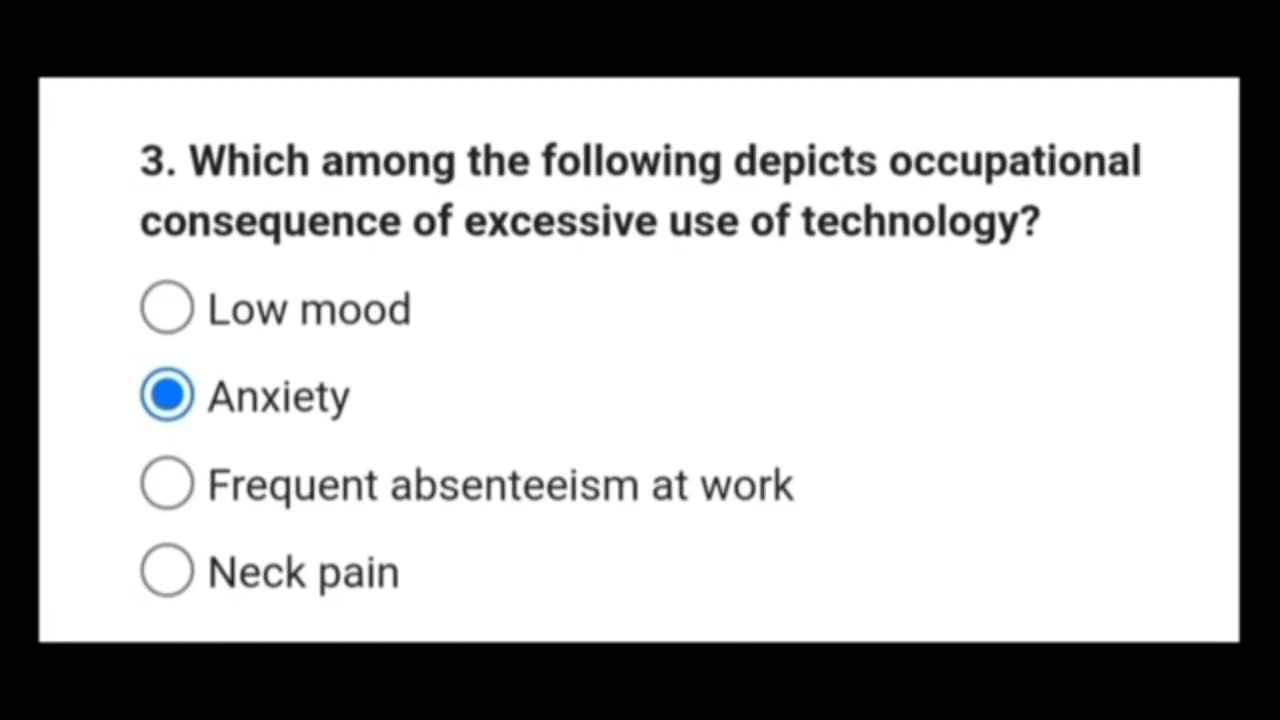 3. Which among the following depicts occupational
consequence of excessive use of technology?
Low mood
Anxiety
Frequent absenteeism at work
Neck pain